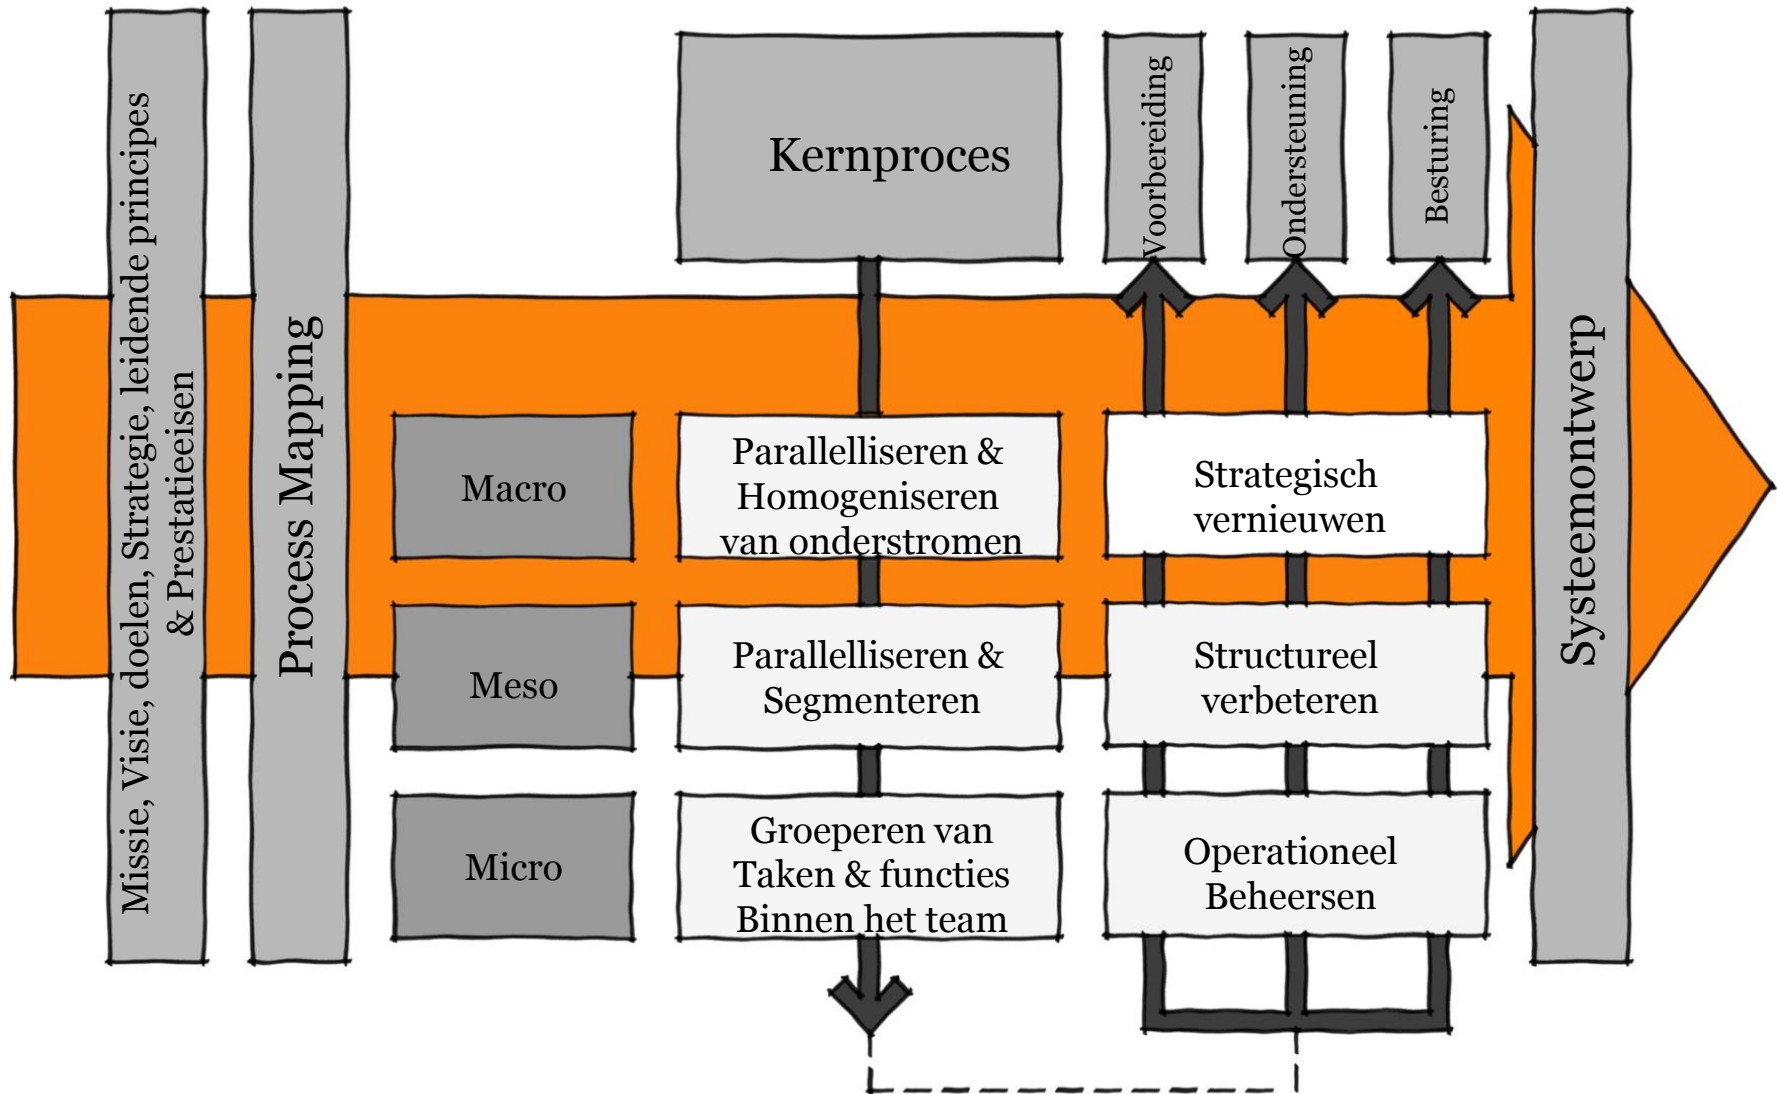 Missie, Visie, doelen, Strategie, leidende principes
& Prestatieeisen
Process Mapping
Kernproces
Voorbereiding
Ondersteuning
Besturing
Systeemontwerp
Macro
Parallelliseren &
Homogeniseren
van onderstromen
Strategisch
vernieuwen
Meso
Parallelliseren &
Segmenteren
Structureel
verbeteren
Micro
Groeperen van
Taken & functies
Binnen het team
Operationeel
Beheersen